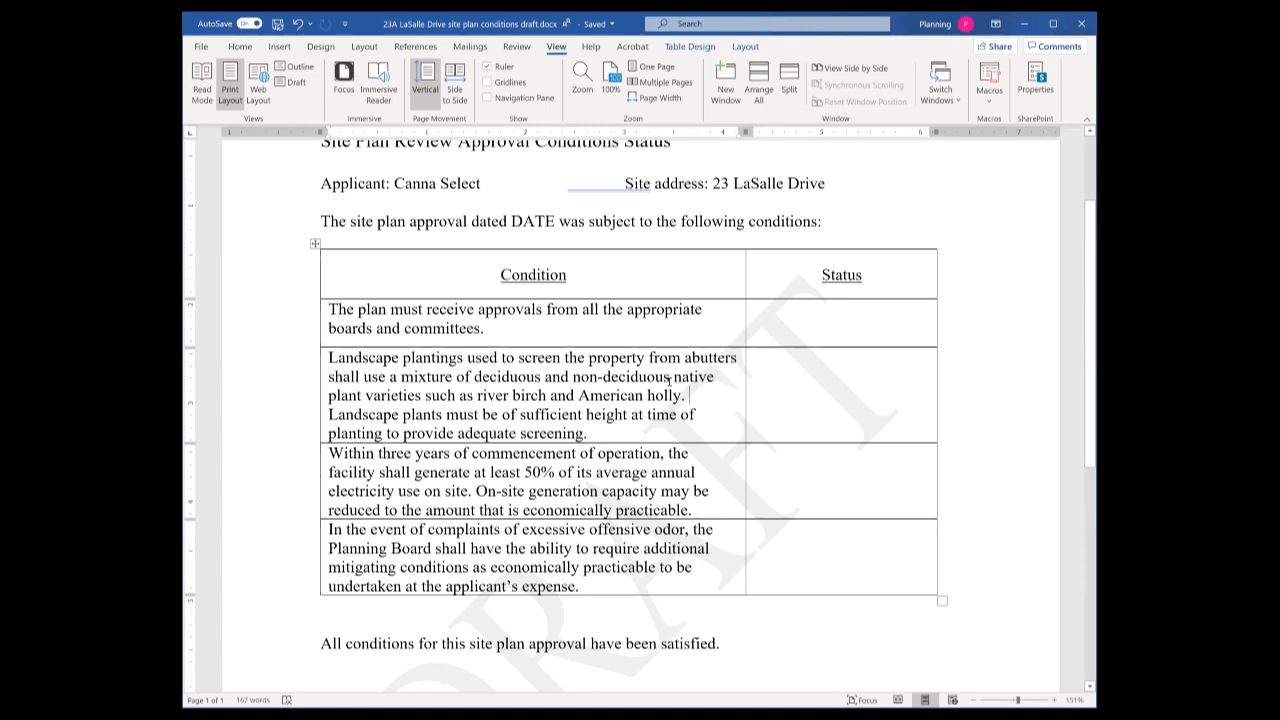 AutoSave On 23A LaSalle Drive site plan conditions draft.docx - Saved Search Planning P
File Home Insert Design Layout References Mailings Review View Help Acrobat Table Design Layout Share Comments
Read Mode
Print Layout
Web Layout
Outline
Draft
Views
Focus
Immersive Reader
Immersive
Vertical
Side to Side
Page Movement
Ruler
Gridlines
Navigation Pane
Show
Zoom
100%
One Page
Multiple Pages
Page Width
Zoom
New Window
Arrange All
Split
View Side by Side
Synchronous Scrolling
Reset Window Position
Window
Switch Windows
Macros
Macros
Properties
SharePoint
1 1 2 3 4 5 6 7
Site Plan Review Approval Conditions Status
Applicant: Canna Select Site address: 23 LaSalle Drive
The site plan approval dated DATE was subject to the following conditions:
Condition Status
The plan must receive approvals from all the appropriate
boards and committees.
Landscape plantings used to screen the property from abutters
shall use a mixture of deciduous and non-deciduous native
plant varieties such as river birch and American holly.
Landscape plants must be of sufficient height at time of
planting to provide adequate screening.
Within three years of commencement of operation, the
facility shall generate at least 50% of its average annual
electricity use on site. On-site generation capacity may be
reduced to the amount that is economically practicable.
In the event of complaints of excessive offensive odor, the
Planning Board shall have the ability to require additional
mitigating conditions as economically practicable to be
undertaken at the applicant’s expense.
All conditions for this site plan approval have been satisfied.
DRAFT
Page 1 of 1 167 words Focus 151%